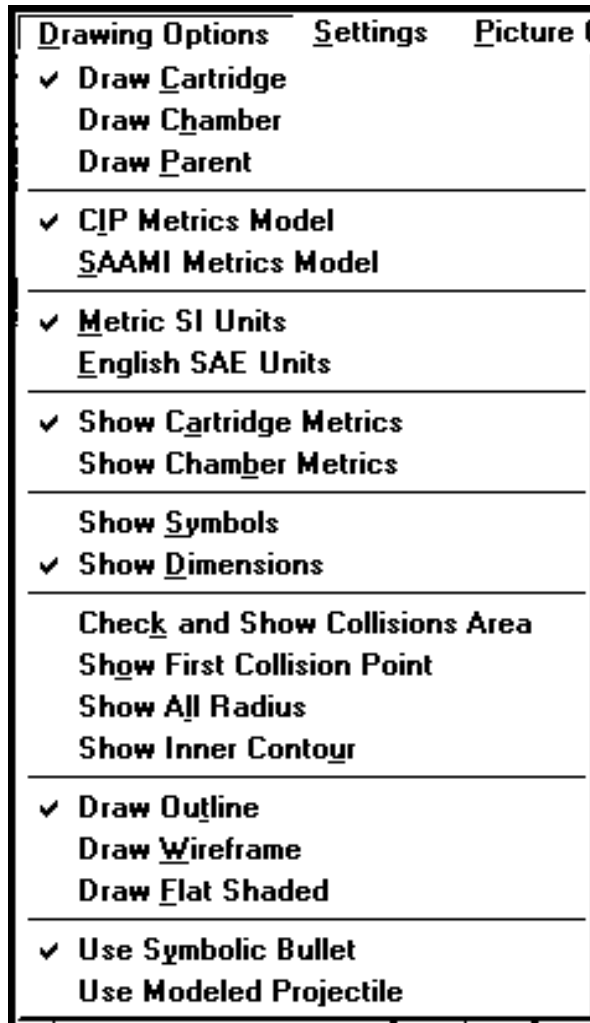 Drawing Options Settings Picture
Draw Cartridge
Draw Chamber
Draw Parent
CIP Metrics Model
SAAMI Metrics Model
Metric SI Units
English SAE Units
Show Cartridge Metrics
Show Chamber Metrics
Show Symbols
Show Dimensions
Check and Show Collisions Area
Show First Collision Point
Show All Radius
Show Inner Contour
Draw Outline
Draw Wireframe
Draw Flat Shaded
Use Symbolic Bullet
Use Modeled Projectile